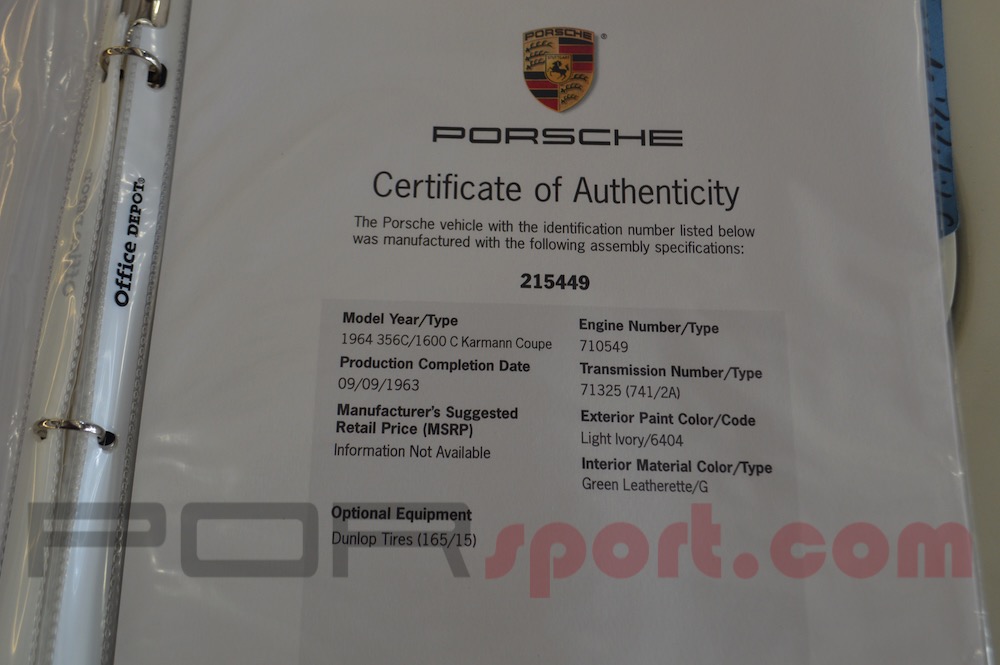 PORSCHE
®
PORSCHE
Certificate of Authenticity
The Porsche vehicle with the identification number listed below
was manufactured with the following assembly specifications:
215449
Model Year/Type
1964 356C/1600 C Karmann Coupe
Production Completion Date
09/09/1963
Manufacturer's Suggested
Retail Price (MSRP)
Information Not Available
Optional Equipment
Dunlop Tires (165/15)
Engine Number/Type
710549
Transmission Number/Type
71325 (741/2A)
Exterior Paint Color/Code
Light Ivory/6404
Interior Material Color/Type
Green Leatherette/G
Office DEPOT®
PORsport.com